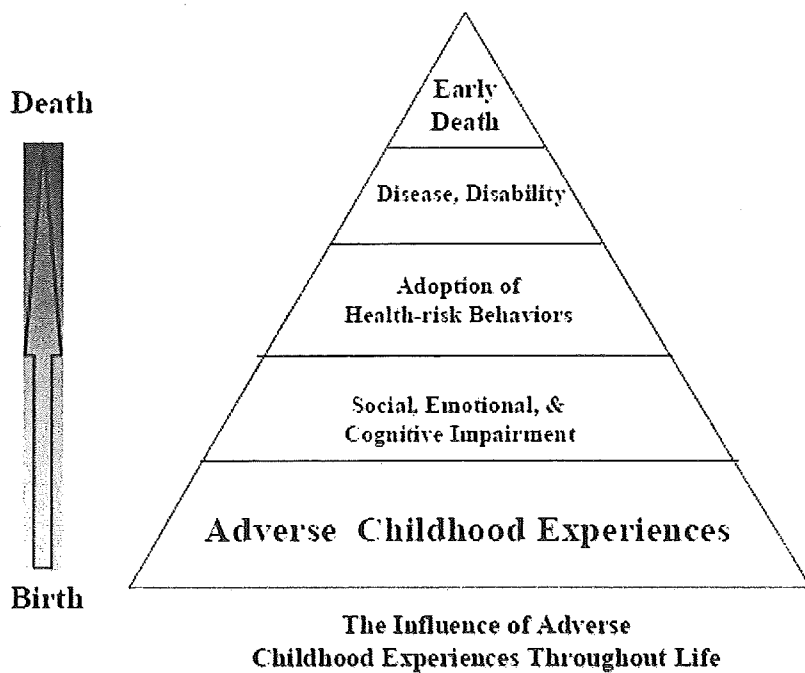 Death
Birth
Early
Death
Disease, Disability
Adoption of
Health-risk Behaviors
Social, Emotional, &
Cognitive Impairment
Adverse Childhood Experiences
The Influence of Adverse
Childhood Experiences Throughout Life